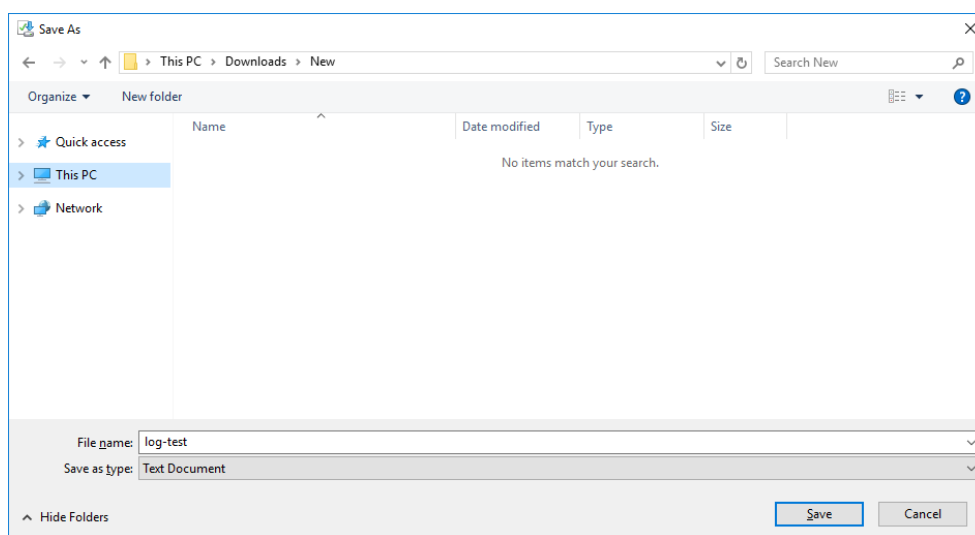 Save As
This PC > Downloads > New
Search New
Organize
New folder
Name
Date modified
Type
Size
Quick access
This PC
Network
No items match your search.
File name: log-test
Save as type: Text Document
Hide Folders
Save
Cancel